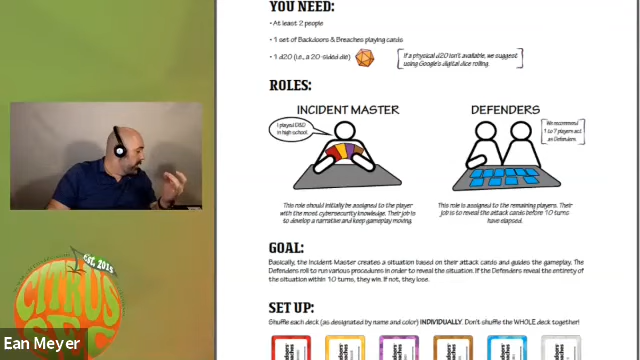 YOU NEED:
• At least 2 people
• 1 set of Backdoors & Breaches playing cards
• 1 d20 (i.e., a 20-sided die)
If a physical d20 isn't available, we suggest
using Google's digital dice rolling.
ROLES:
INCIDENT MASTER
I played D&D
in high school.
This role should initially be assigned to the player
with the most cybersecurity knowledge. Their job is
to develop a narrative and keep gameplay moving.
DEFENDERS
We recommend
1 to 7 players act
as Defenders.
This role is assigned to the remaining players. Their
job is to reveal the attack cards before 10 turns
have elapsed.
GOAL:
Basically, the Incident Master creates a situation based on their attack cards and guides the gameplay. The
Defenders roll to run various procedures in order to reveal the situation. If the Defenders reveal the entirety of
the situation within 10 turns, they win. If not, they lose.
SET UP:
Shuffle each deck (as designated by name and color) INDIVIDUALLY. Don't shuffle the WHOLE deck together!
EST. 2018
CITRUS
SEC
Ean Meyer